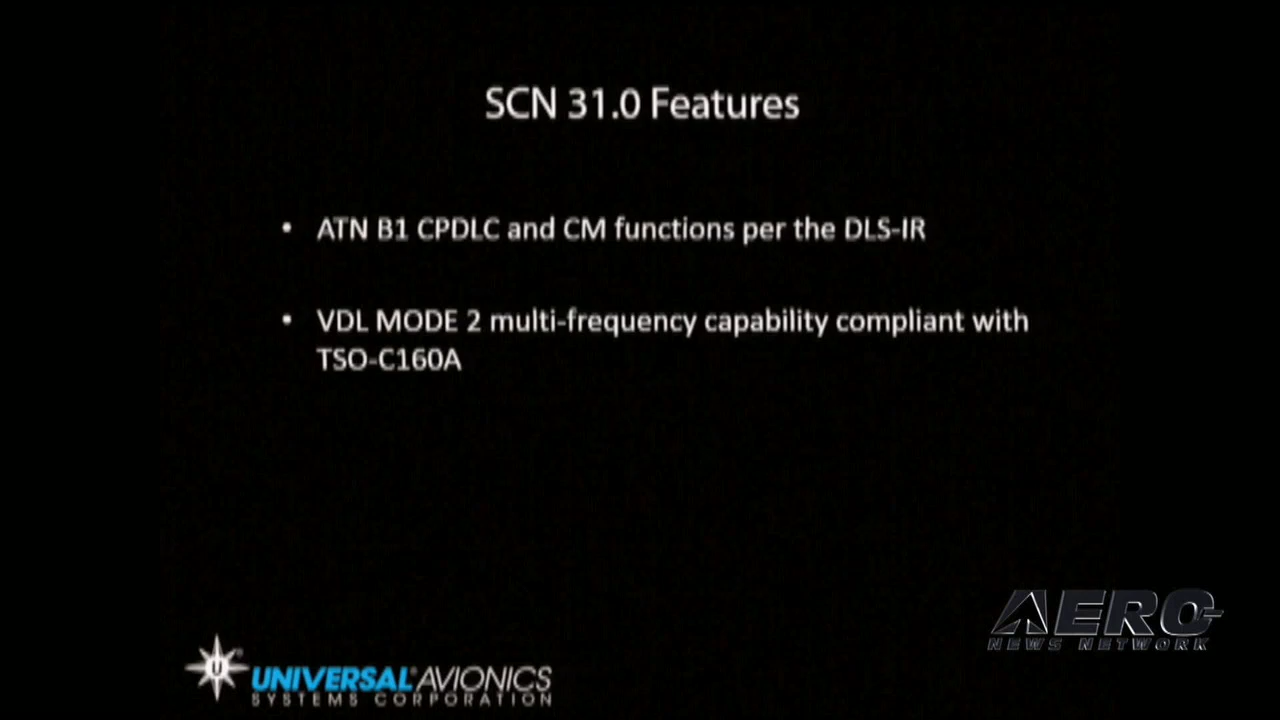 SCN 31.0 Features
• ATN B1 CPDLC and CM functions per the DLS-IR
• VDL MODE 2 multi-frequency capability compliant with
TSO-C160A
AERO
NEWS NETWORK
U
UNIVERSAL® AVIONICS
SYSTEMS CORPORATION